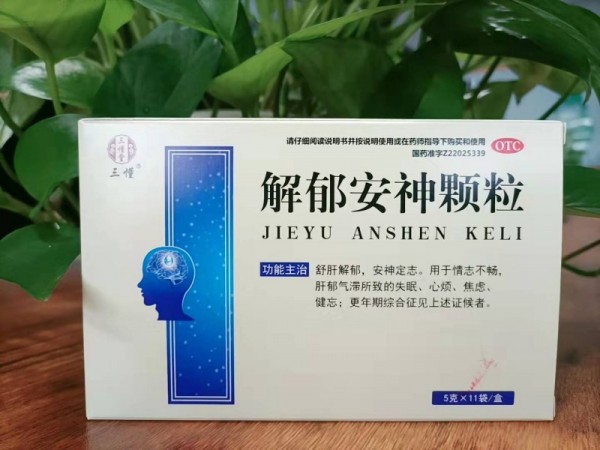 请仔细阅读说明书并按说明使用或在药师指导下购买和使用
国药准字Z22025339
OTC
三慬
解郁安神颗粒
JIEYU ANSHEN KELI
功能主治
舒肝解郁，安神定志。用于情志不畅，
肝郁气滞所致的失眠、心烦、焦虑、
健忘；更年期综合征见上述证候者。
5克×11袋/盒